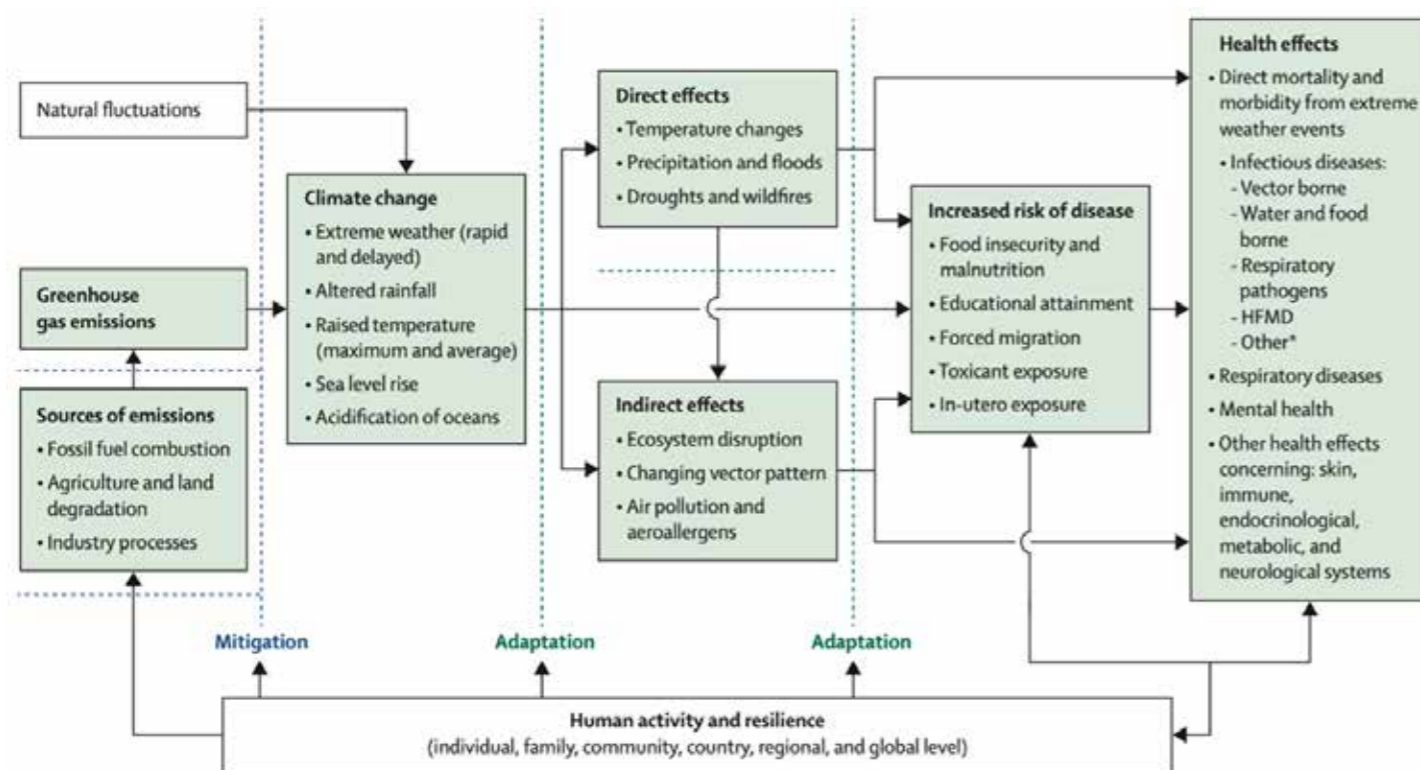 Natural fluctuations
Greenhouse
gas emissions
Sources of emissions
• Fossil fuel combustion
• Agriculture and land
degradation
• Industry processes
Climate change
• Extreme weather (rapid
and delayed)
• Altered rainfall
• Raised temperature
(maximum and average)
• Sea level rise
• Acidification of oceans
Direct effects
• Temperature changes
• Precipitation and floods
• Droughts and wildfires
Indirect effects
• Ecosystem disruption
• Changing vector pattern
• Air pollution and
aeroallergens
Increased risk of disease
• Food insecurity and
malnutrition
• Educational attainment
• Forced migration
• Toxicant exposure
• In-utero exposure
Health effects
• Direct mortality and
morbidity from extreme
weather events
• Infectious diseases:
- Vector borne
- Water and food
borne
- Respiratory
pathogens
- HFMD
- Other*
• Respiratory diseases
• Mental health
• Other health effects
concerning: skin,
immune,
endocrinological,
metabolic, and
neurological systems
Mitigation
Adaptation
Adaptation
Human activity and resilience
(individual, family, community, country, regional, and global level)